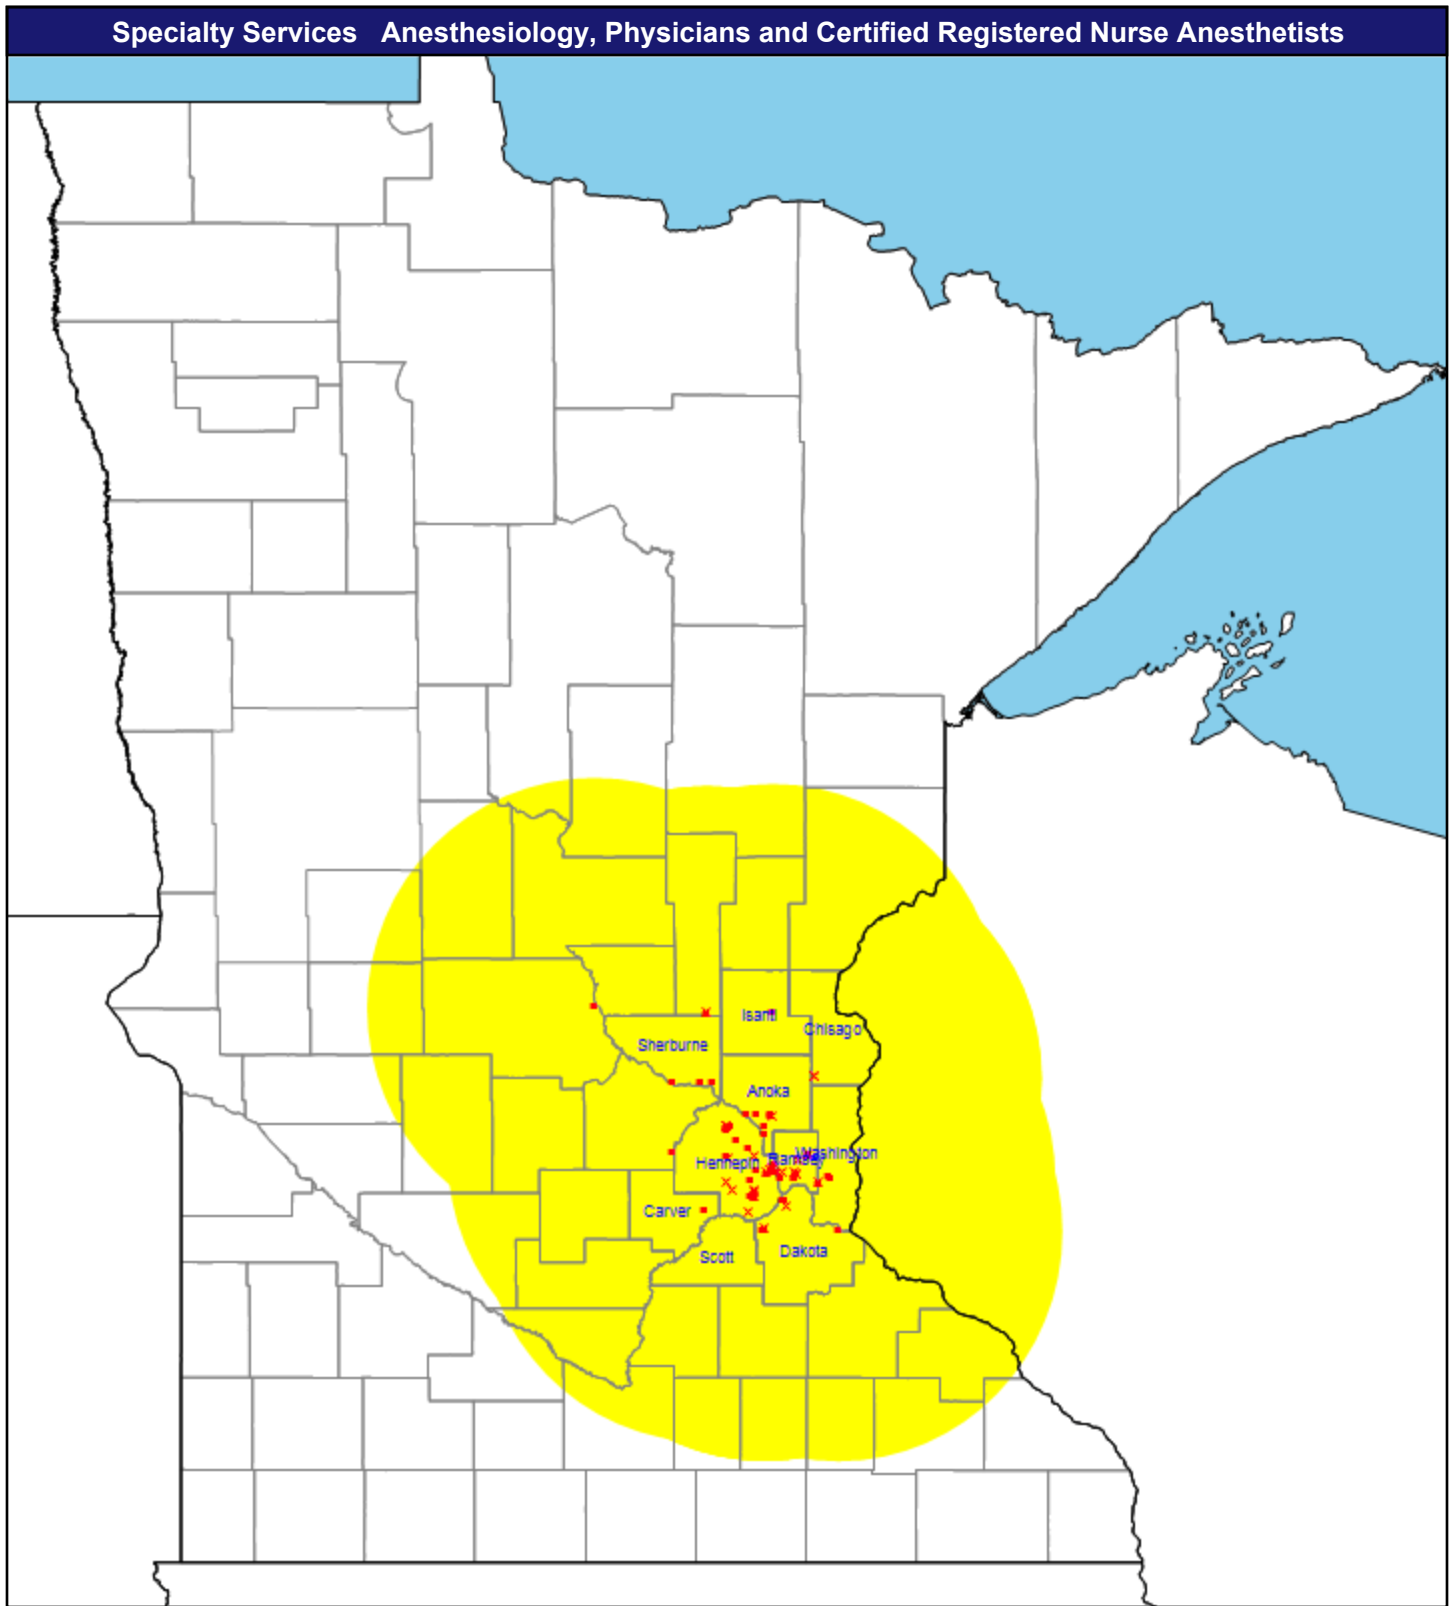 Specialty Services Anesthesiology, Physicians and Certified Registered Nurse Anesthetists
Isanti
Chisago
Sherburne
Anoka
Washington
Hennepin
Ramsey
Carver
Scott
Dakota